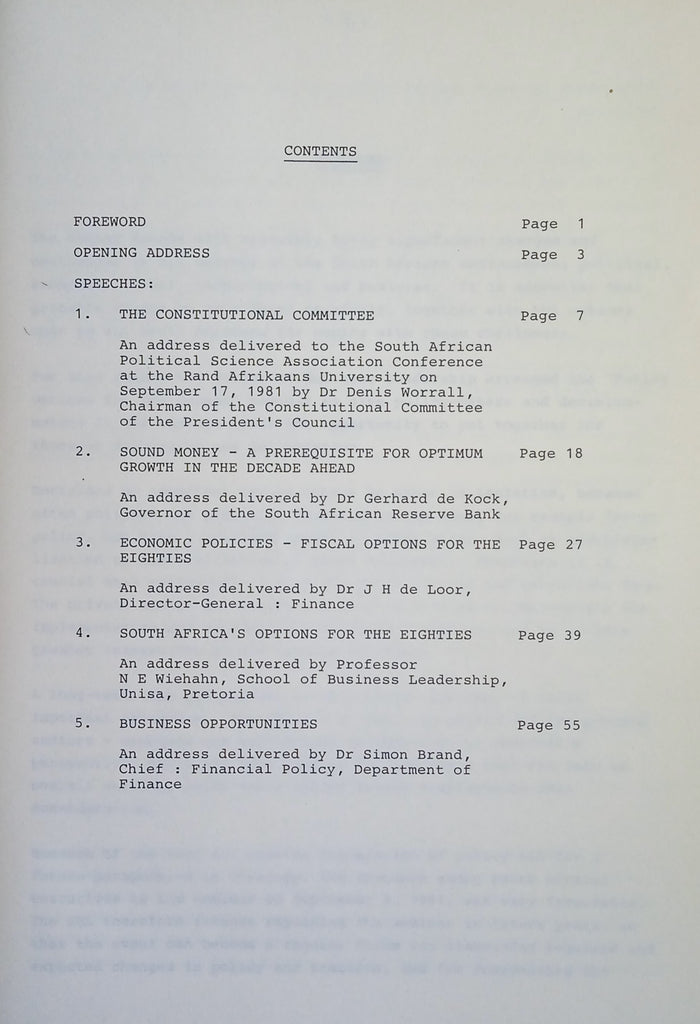 CONTENTS
FOREWORD Page 1
OPENING ADDRESS Page 3
SPEECHES:
1. THE CONSTITUTIONAL COMMITTEE Page 7
An address delivered to the South African
Political Science Association Conference
at the Rand Afrikaans University on
September 17, 1981 by Dr Denis Worrall,
Chairman of the Constitutional Committee
of the President's Council
2. SOUND MONEY - A PREREQUISITE FOR OPTIMUM Page 18
GROWTH IN THE DECADE AHEAD
An address delivered by Dr Gerhard de Kock,
Governor of the South African Reserve Bank
3. ECONOMIC POLICIES - FISCAL OPTIONS FOR THE Page 27
EIGHTIES
An address delivered by Dr J H de Loor,
Director-General : Finance
4. SOUTH AFRICA'S OPTIONS FOR THE EIGHTIES Page 39
An address delivered by Professor
N E Wiehahn, School of Business Leadership,
Unisa, Pretoria
5. BUSINESS OPPORTUNITIES Page 55
An address delivered by Dr Simon Brand,
Chief : Financial Policy, Department of
Finance